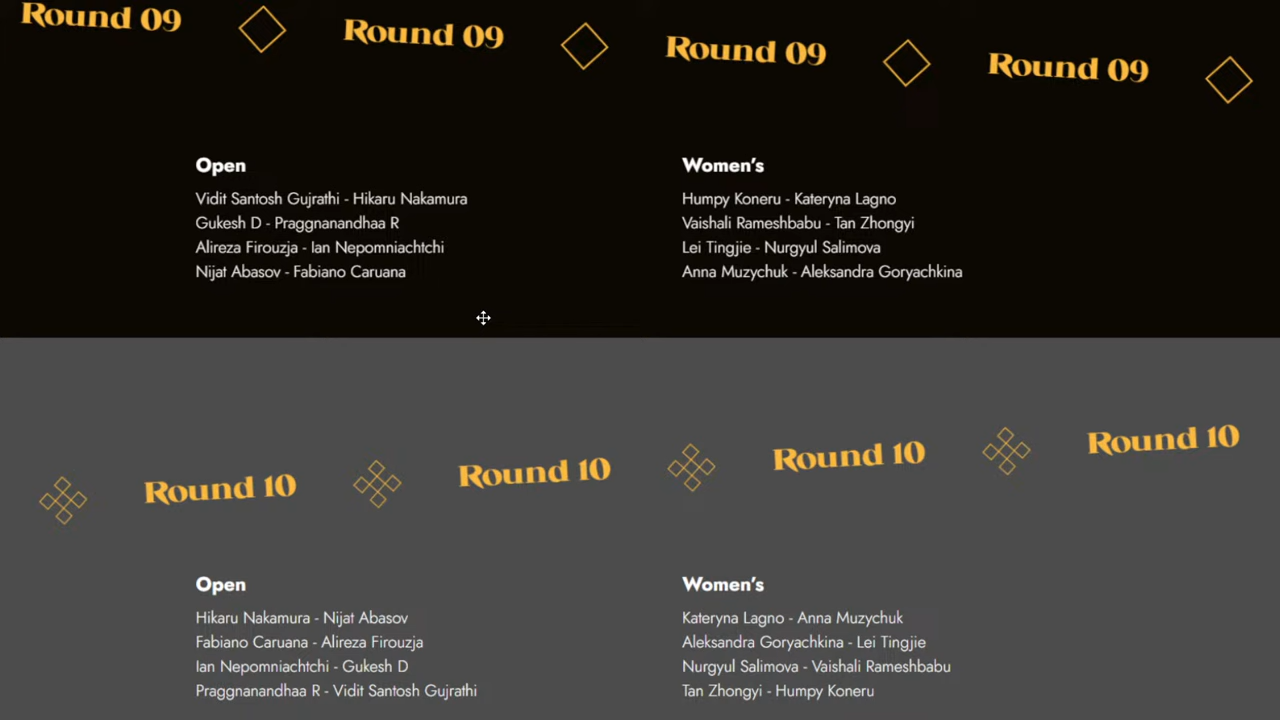 Round 09
Round 09
Round 09
Round 09
Open
Vidit Santosh Gujrathi - Hikaru Nakamura
Gukesh D - Praggnanandhaa R
Alireza Firouzja - Ian Nepomniachtchi
Nijat Abasov - Fabiano Caruana
Women's
Humpy Koneru - Kateryna Lagno
Vaishali Rameshbabu - Tan Zhongyi
Lei Tingjie - Nurgyul Salimova
Anna Muzychuk - Aleksandra Goryachkina
Round 10
Round 10
Round 10
Round 10
Open
Hikaru Nakamura - Nijat Abasov
Fabiano Caruana - Alireza Firouzja
Ian Nepomniachtchi - Gukesh D
Praggnanandhaa R - Vidit Santosh Gujrathi
Women's
Kateryna Lagno - Anna Muzychuk
Aleksandra Goryachkina - Lei Tingjie
Nurgyul Salimova - Vaishali Rameshbabu
Tan Zhongyi - Humpy Koneru